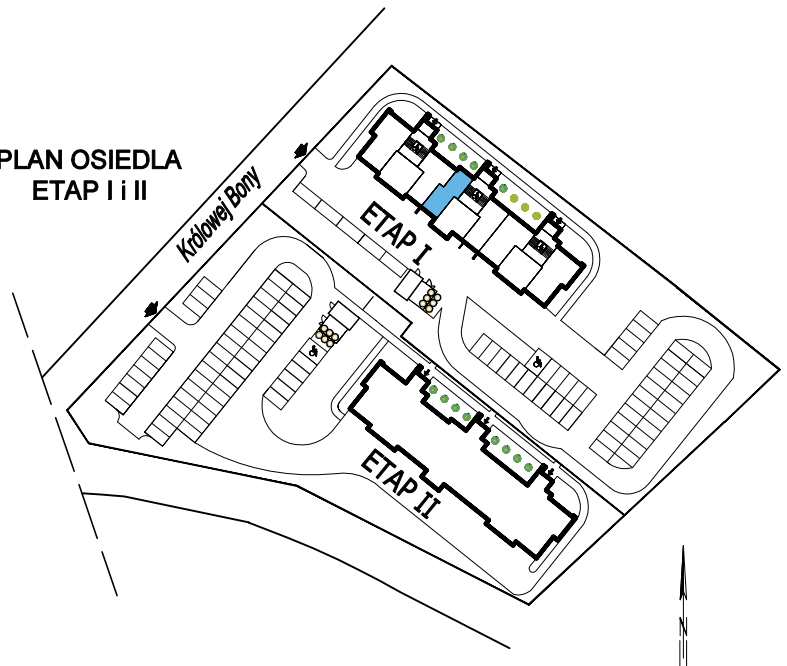 PLAN OSIEDLA
ETAP I i II
Królowej Bony
ETAP I
ETAP II
N